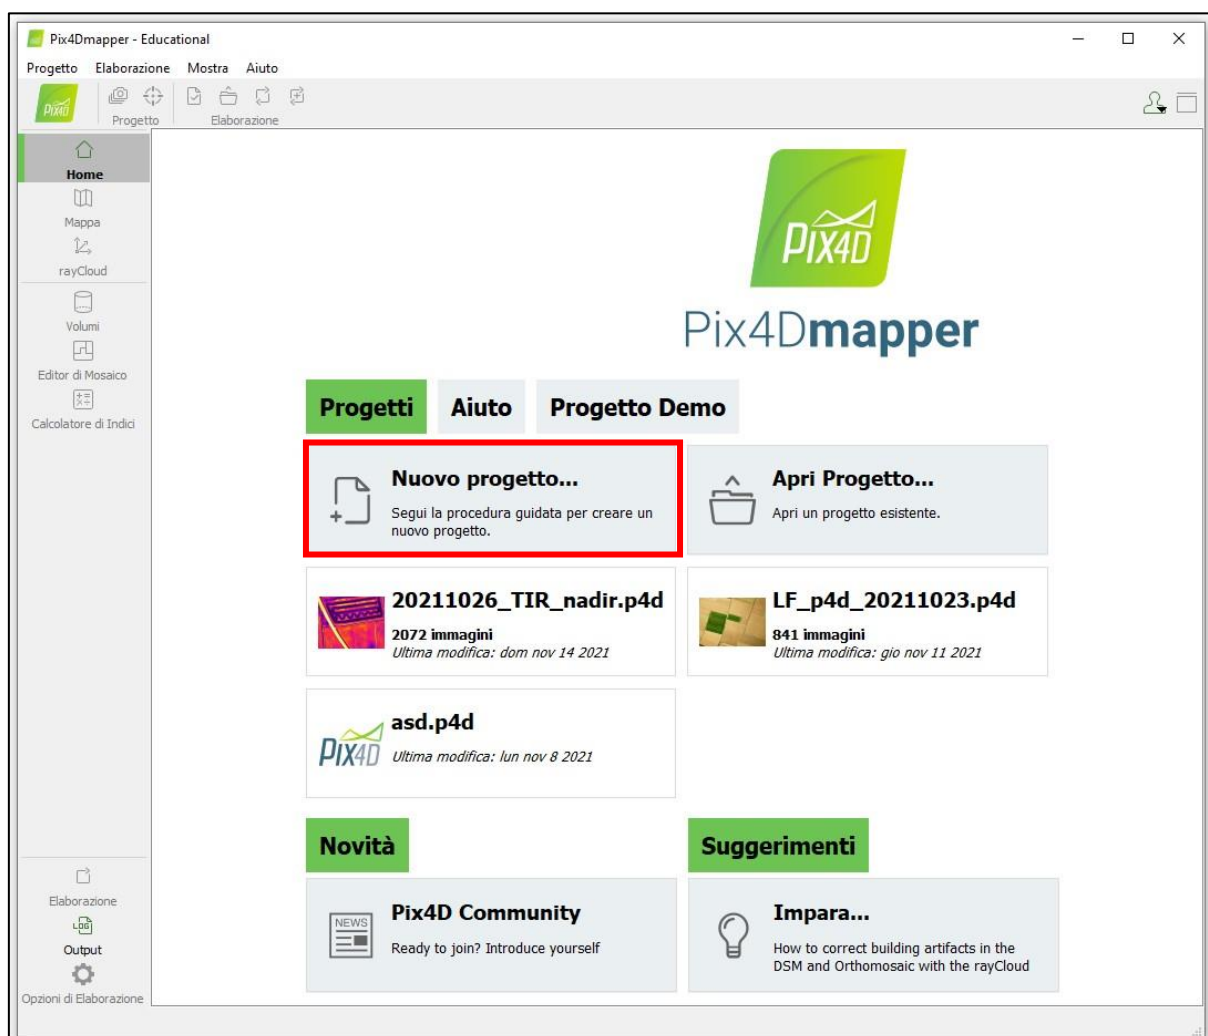 Pix4Dmapper - Educational
Progetto Elaborazione Mostra Aiuto
PIX4D
Progetto Elaborazione
Home
Mappa
rayCloud
Volumi
Editor di Mosaico
Calcolatore di Indici
PIX4D
Pix4Dmapper
Progetti Aiuto Progetto Demo
Nuovo progetto...
Segui la procedura guidata per creare un
nuovo progetto.
Apri Progetto...
Apri un progetto esistente.
20211026_TIR_nadir.p4d
2072 immagini
Ultima modifica: dom nov 14 2021
LF_p4d_20211023.p4d
841 immagini
Ultima modifica: gio nov 11 2021
PIX4D
asd.p4d
Ultima modifica: lun nov 8 2021
Novità
Suggerimenti
NEWS
Pix4D Community
Ready to join? Introduce yourself
Impara...
How to correct building artifacts in the
DSM and Orthomosaic with the rayCloud
Elaborazione
LOG
Output
Opzioni di Elaborazione